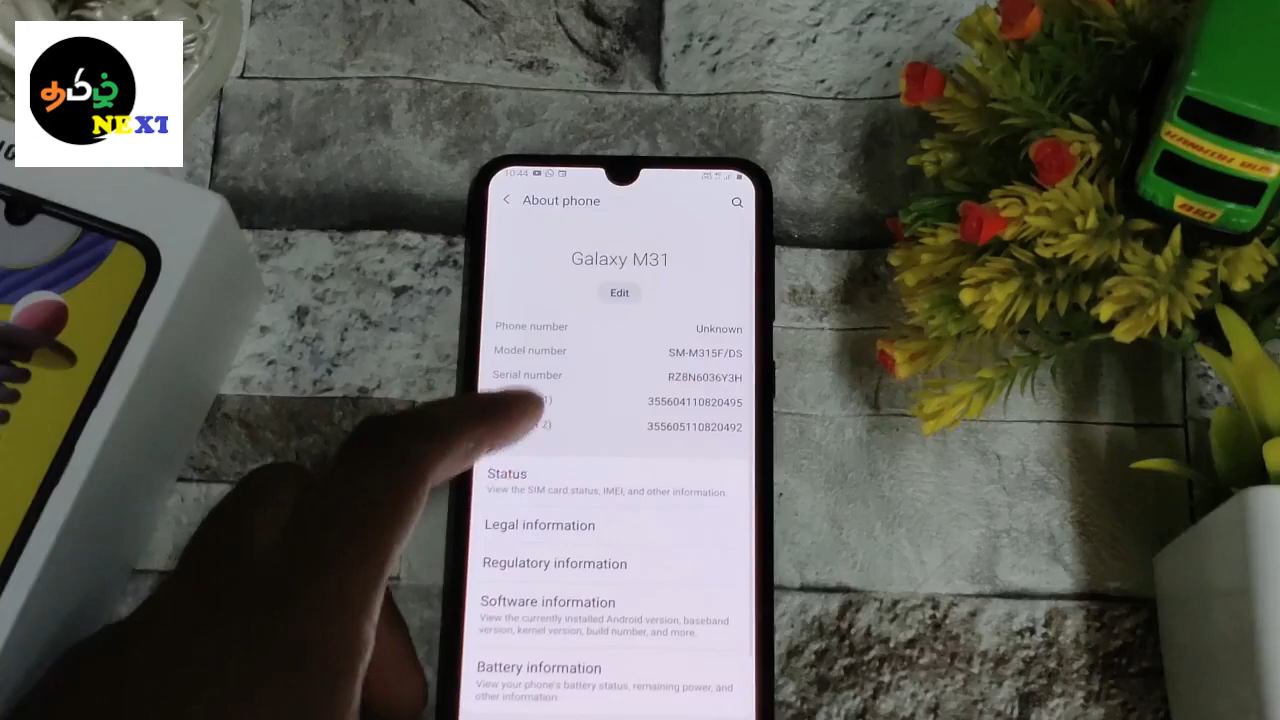 தமிழ்
NEXT
10:44
About phone
Galaxy M31
Edit
Phone number Unknown
Model number SM-M315F/DS
Serial number RZ8N6036Y3H
355604110820495
355605110820492
Status
View the SIM card status, IMEI, and other information.
Legal information
Regulatory information
Software information
View the currently installed Android version, baseband
version, kernel version, build number, and more.
Battery information
View your phone's battery status, remaining power, and
other information.